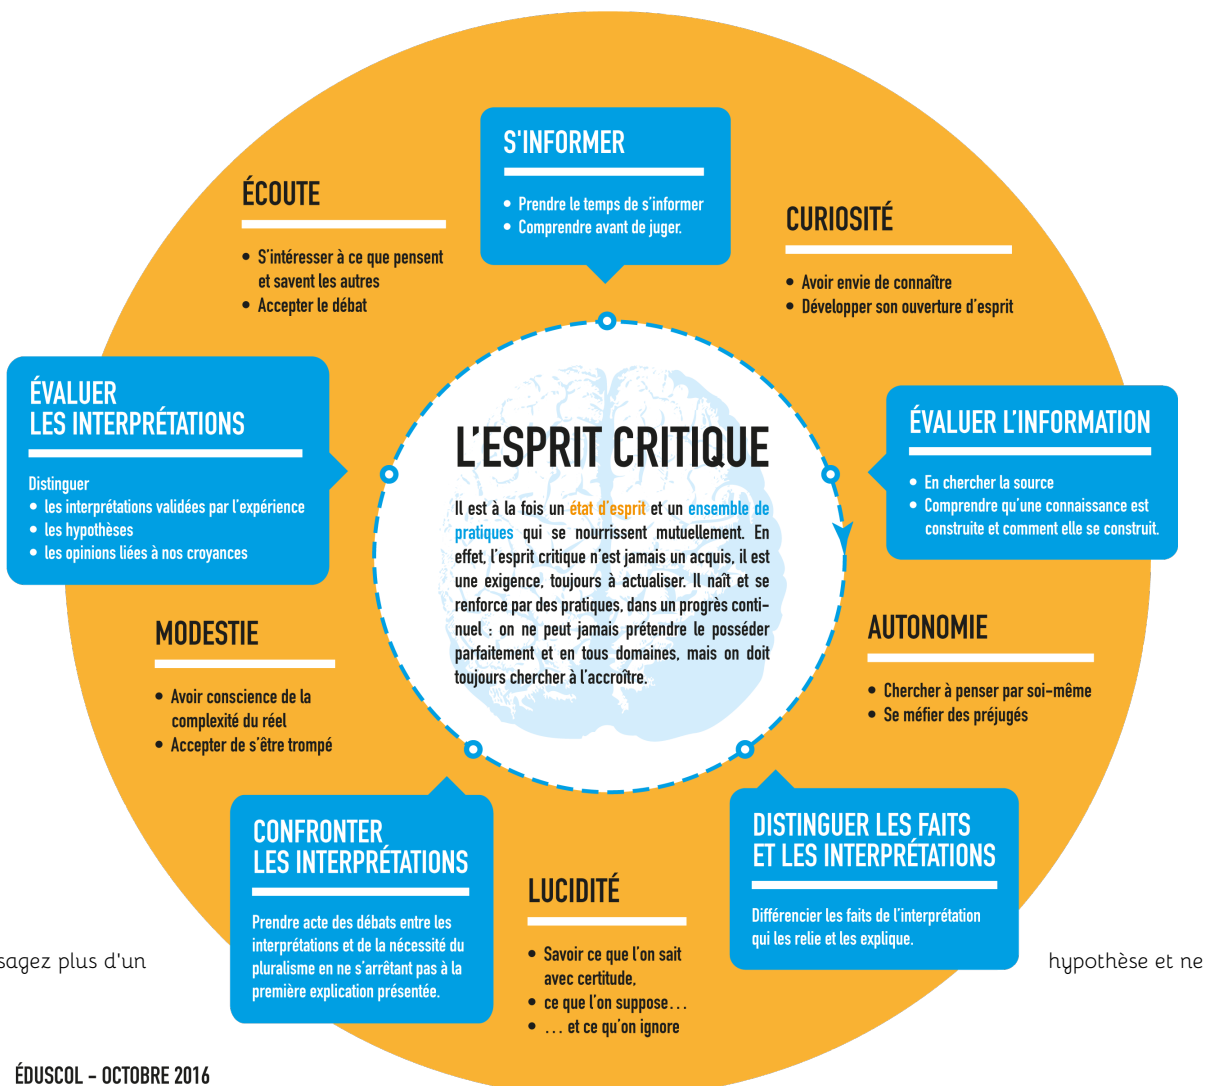 S'INFORMER
• Prendre le temps de s'informer
• Comprendre avant de juger.
ÉCOUTE
• S'intéresser à ce que pensent
et savent les autres
• Accepter le débat
CURIOSITÉ
• Avoir envie de connaître
• Développer son ouverture d'esprit
ÉVALUER
LES INTERPRÉTATIONS
Distinguer
• les interprétations validées par l'expérience
• les hypothèses
• les opinions liées à nos croyances
ÉVALUER L'INFORMATION
• En chercher la source
• Comprendre qu'une connaissance est
construite et comment elle se construit.
L'ESPRIT CRITIQUE
Il est à la fois un état d'esprit et un ensemble de
pratiques qui se nourrissent mutuellement. En
effet, l'esprit critique n'est jamais un acquis, il est
une exigence, toujours à actualiser. Il naît et se
renforce par des pratiques, dans un progrès conti-
nuel : on ne peut jamais prétendre le posséder
parfaitement et en tous domaines, mais on doit
toujours chercher à l'accroître.
MODESTIE
• Avoir conscience de la
complexité du réel
• Accepter de s'être trompé
AUTONOMIE
• Chercher à penser par soi-même
• Se méfier des préjugés
CONFRONTER
LES INTERPRÉTATIONS
Prendre acte des débats entre les
interprétations et de la nécessité du
pluralisme en ne s'arrêtant pas à la
première explication présentée.
LUCIDITÉ
• Savoir ce que l'on sait
avec certitude,
• ce que l'on suppose...
• ... et ce qu'on ignore
DISTINGUER LES FAITS
ET LES INTERPRÉTATIONS
Différencier les faits de l'interprétation
qui les relie et les explique.
sagez plus d'un
hypothèse et ne
ÉDUSCOL - OCTOBRE 2016